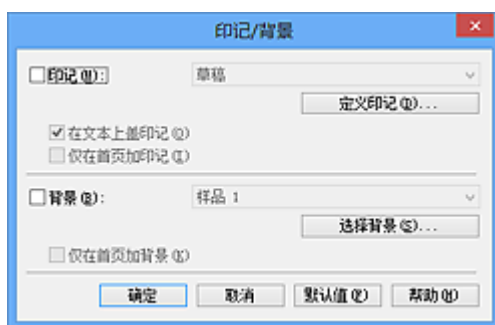 印记/背景
印记(M):
草稿
定义印记(D)...
在文本上盖印记(O)
仅在首页加印记(I)
背景(B):
样品 1
选择背景(S)...
仅在首页加背景(K)
确定 取消 默认值(F) 帮助(H)